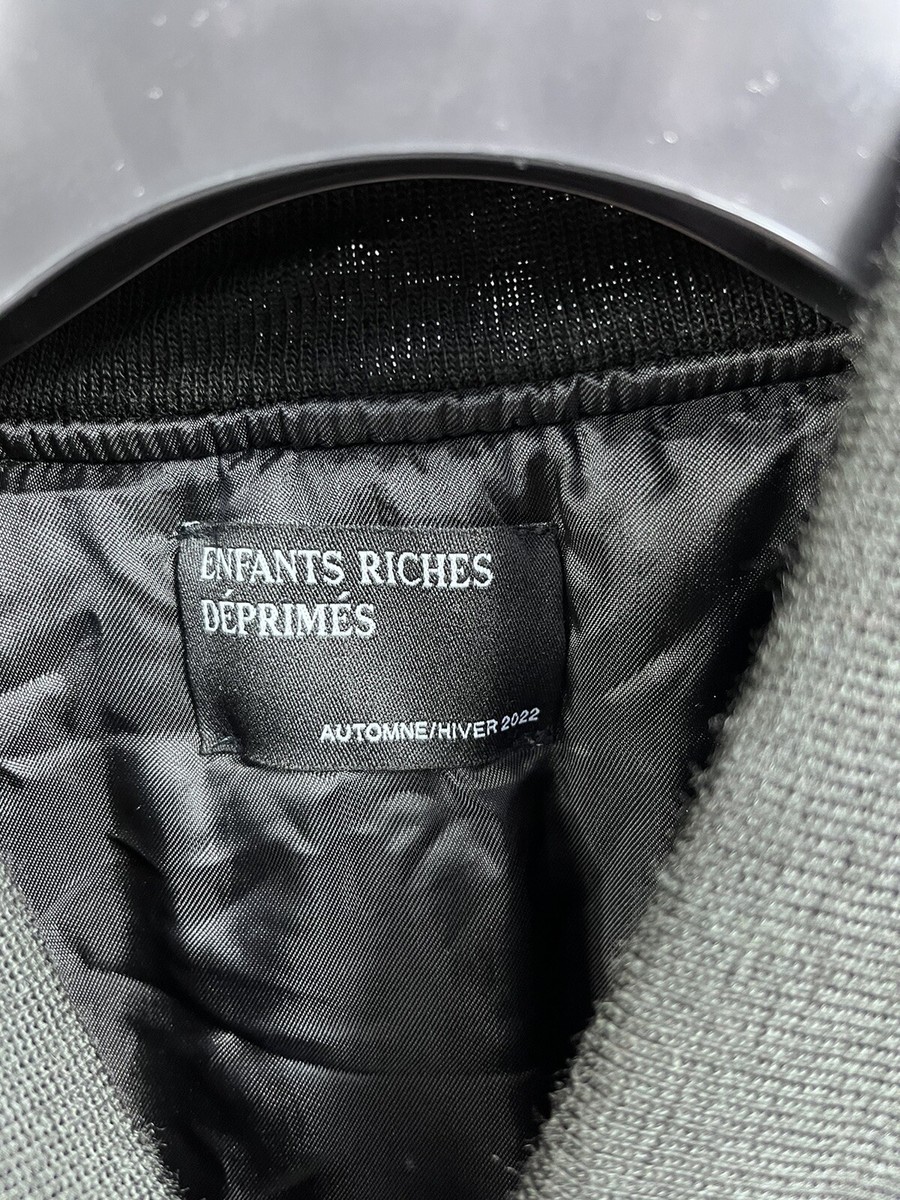 ENFANTS RICHES
DÉPRIMÉS
AUTOMNE/HIVER 2022